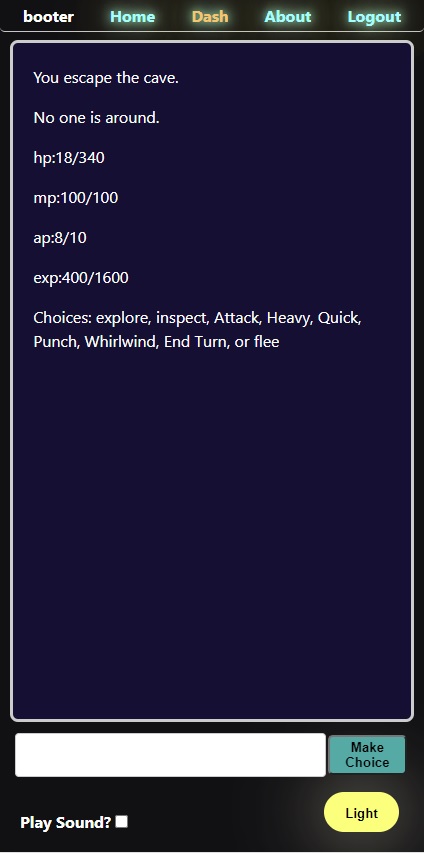 booter Home Dash About Logout
You escape the cave.
No one is around.
hp:18/340
mp:100/100
ap:8/10
exp:400/1600
Choices: explore, inspect, Attack, Heavy, Quick,
Punch, Whirlwind, End Turn, or flee
Make
Choice
Play Sound?
Light